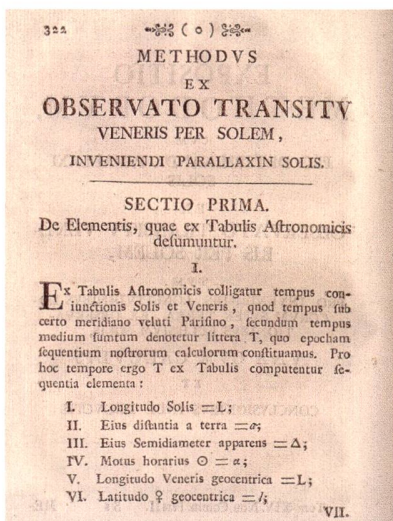 322 ( o )
METHODVS
EX
OBSERVATO TRANSITV
VENERIS PER SOLEM,
INVENIENDI PARALLAXIN SOLIS.
SECTIO PRIMA.
De Elementis, quae ex Tabulis Aſtronomicis
deſumuntur.
I.
Ex Tabulis Aſtronomicis colligatur tempus con-
iunctionis Solis et Veneris, quod tempus ſub
certo meridiano veluti Pariſino, ſecundum tempus
medium ſumtum denotetur littera T, quo epocham
ſequentium noſtrorum calculorum conſtituamus. Pro
hoc tempore ergo T ex Tabulis computentur ſe-
quentia elementa:
I. Longitudo Solis = L;
II. Eius diſtantia a terra = a;
III. Eius Semidiameter apparens = Δ;
IV. Motus horarius ☉ = α;
V. Longitudo Veneris geocentrica = L;
VI. Latitudo ♀ geocentrica = l;
VII.